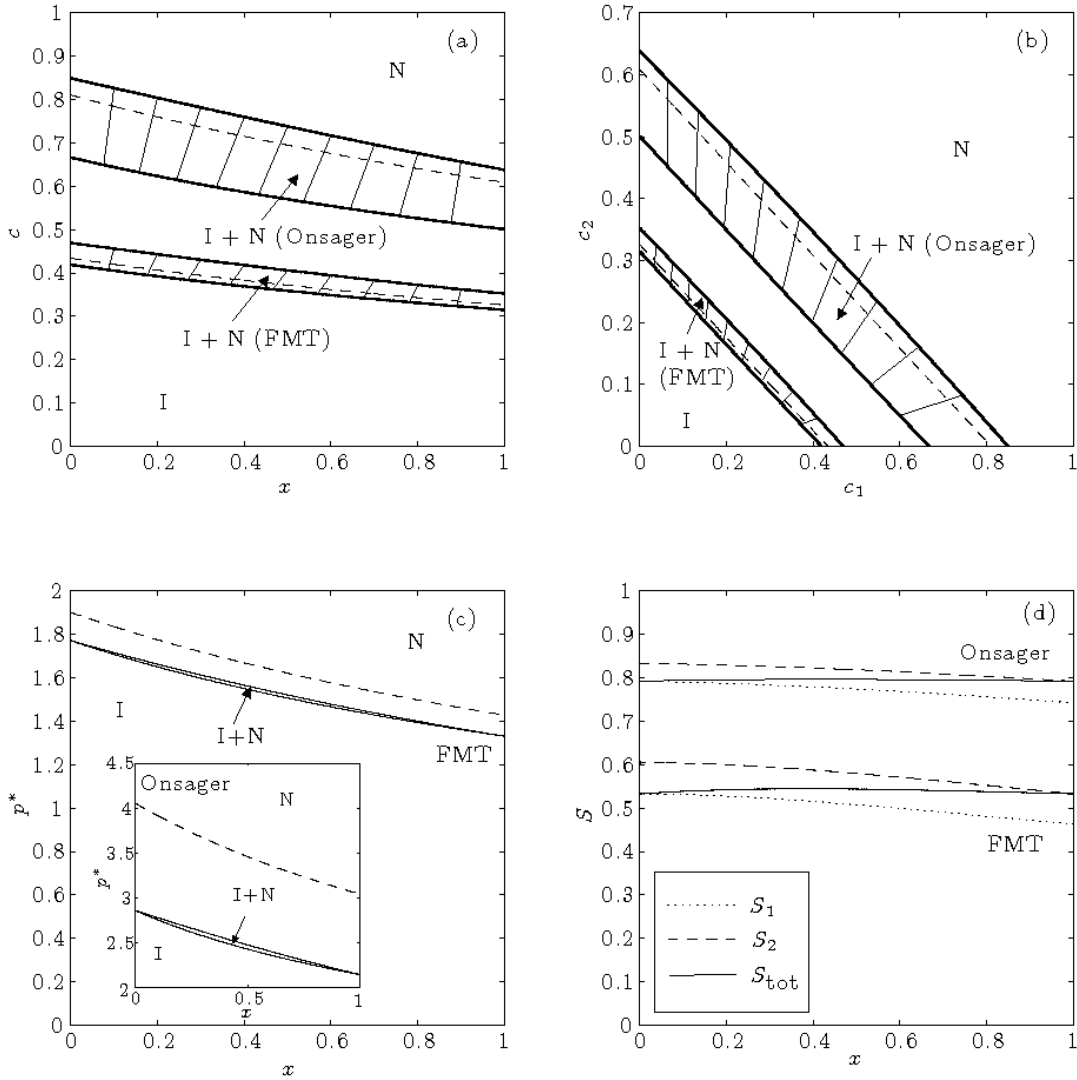 (a)
N
I + N (Onsager)
I + N (FMT)
I
c
1
0.9
0.8
0.7
0.6
0.5
0.4
0.3
0.2
0.1
0
0 0.2 0.4 0.6 0.8 1
x
(b)
N
I + N (Onsager)
I + N
(FMT)
I
c2
0.7
0.6
0.5
0.4
0.3
0.2
0.1
0
0 0.2 0.4 0.6 0.8 1
c1
(c)
N
I
I+N
FMT
p*
2
1.8
1.6
1.4
1.2
1
0.8
0.6
0.4
0.2
0
0 0.2 0.4 0.6 0.8 1
x
Onsager
N
I+N
I
p*
4.5
4
3.5
3
2.5
2
0 0.5 1
x
(d)
Onsager
FMT
S1
S2
Stot
S
1
0.9
0.8
0.7
0.6
0.5
0.4
0.3
0.2
0.1
0
0 0.2 0.4 0.6 0.8 1
x